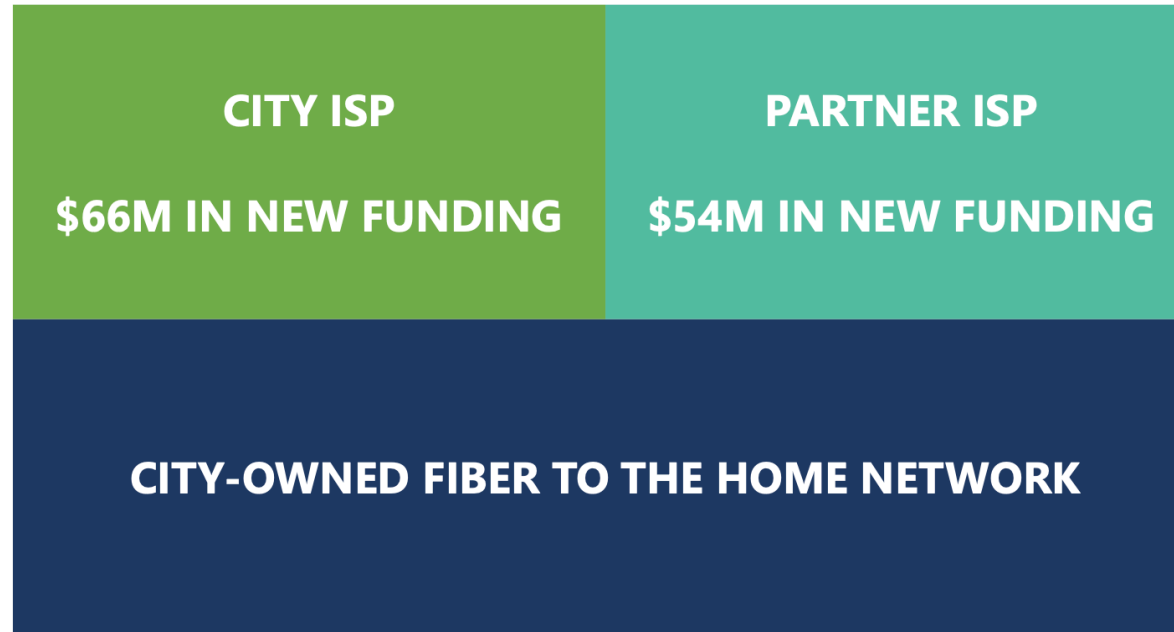 CITY ISP
$66M IN NEW FUNDING
PARTNER ISP
$54M IN NEW FUNDING
CITY-OWNED FIBER TO THE HOME NETWORK